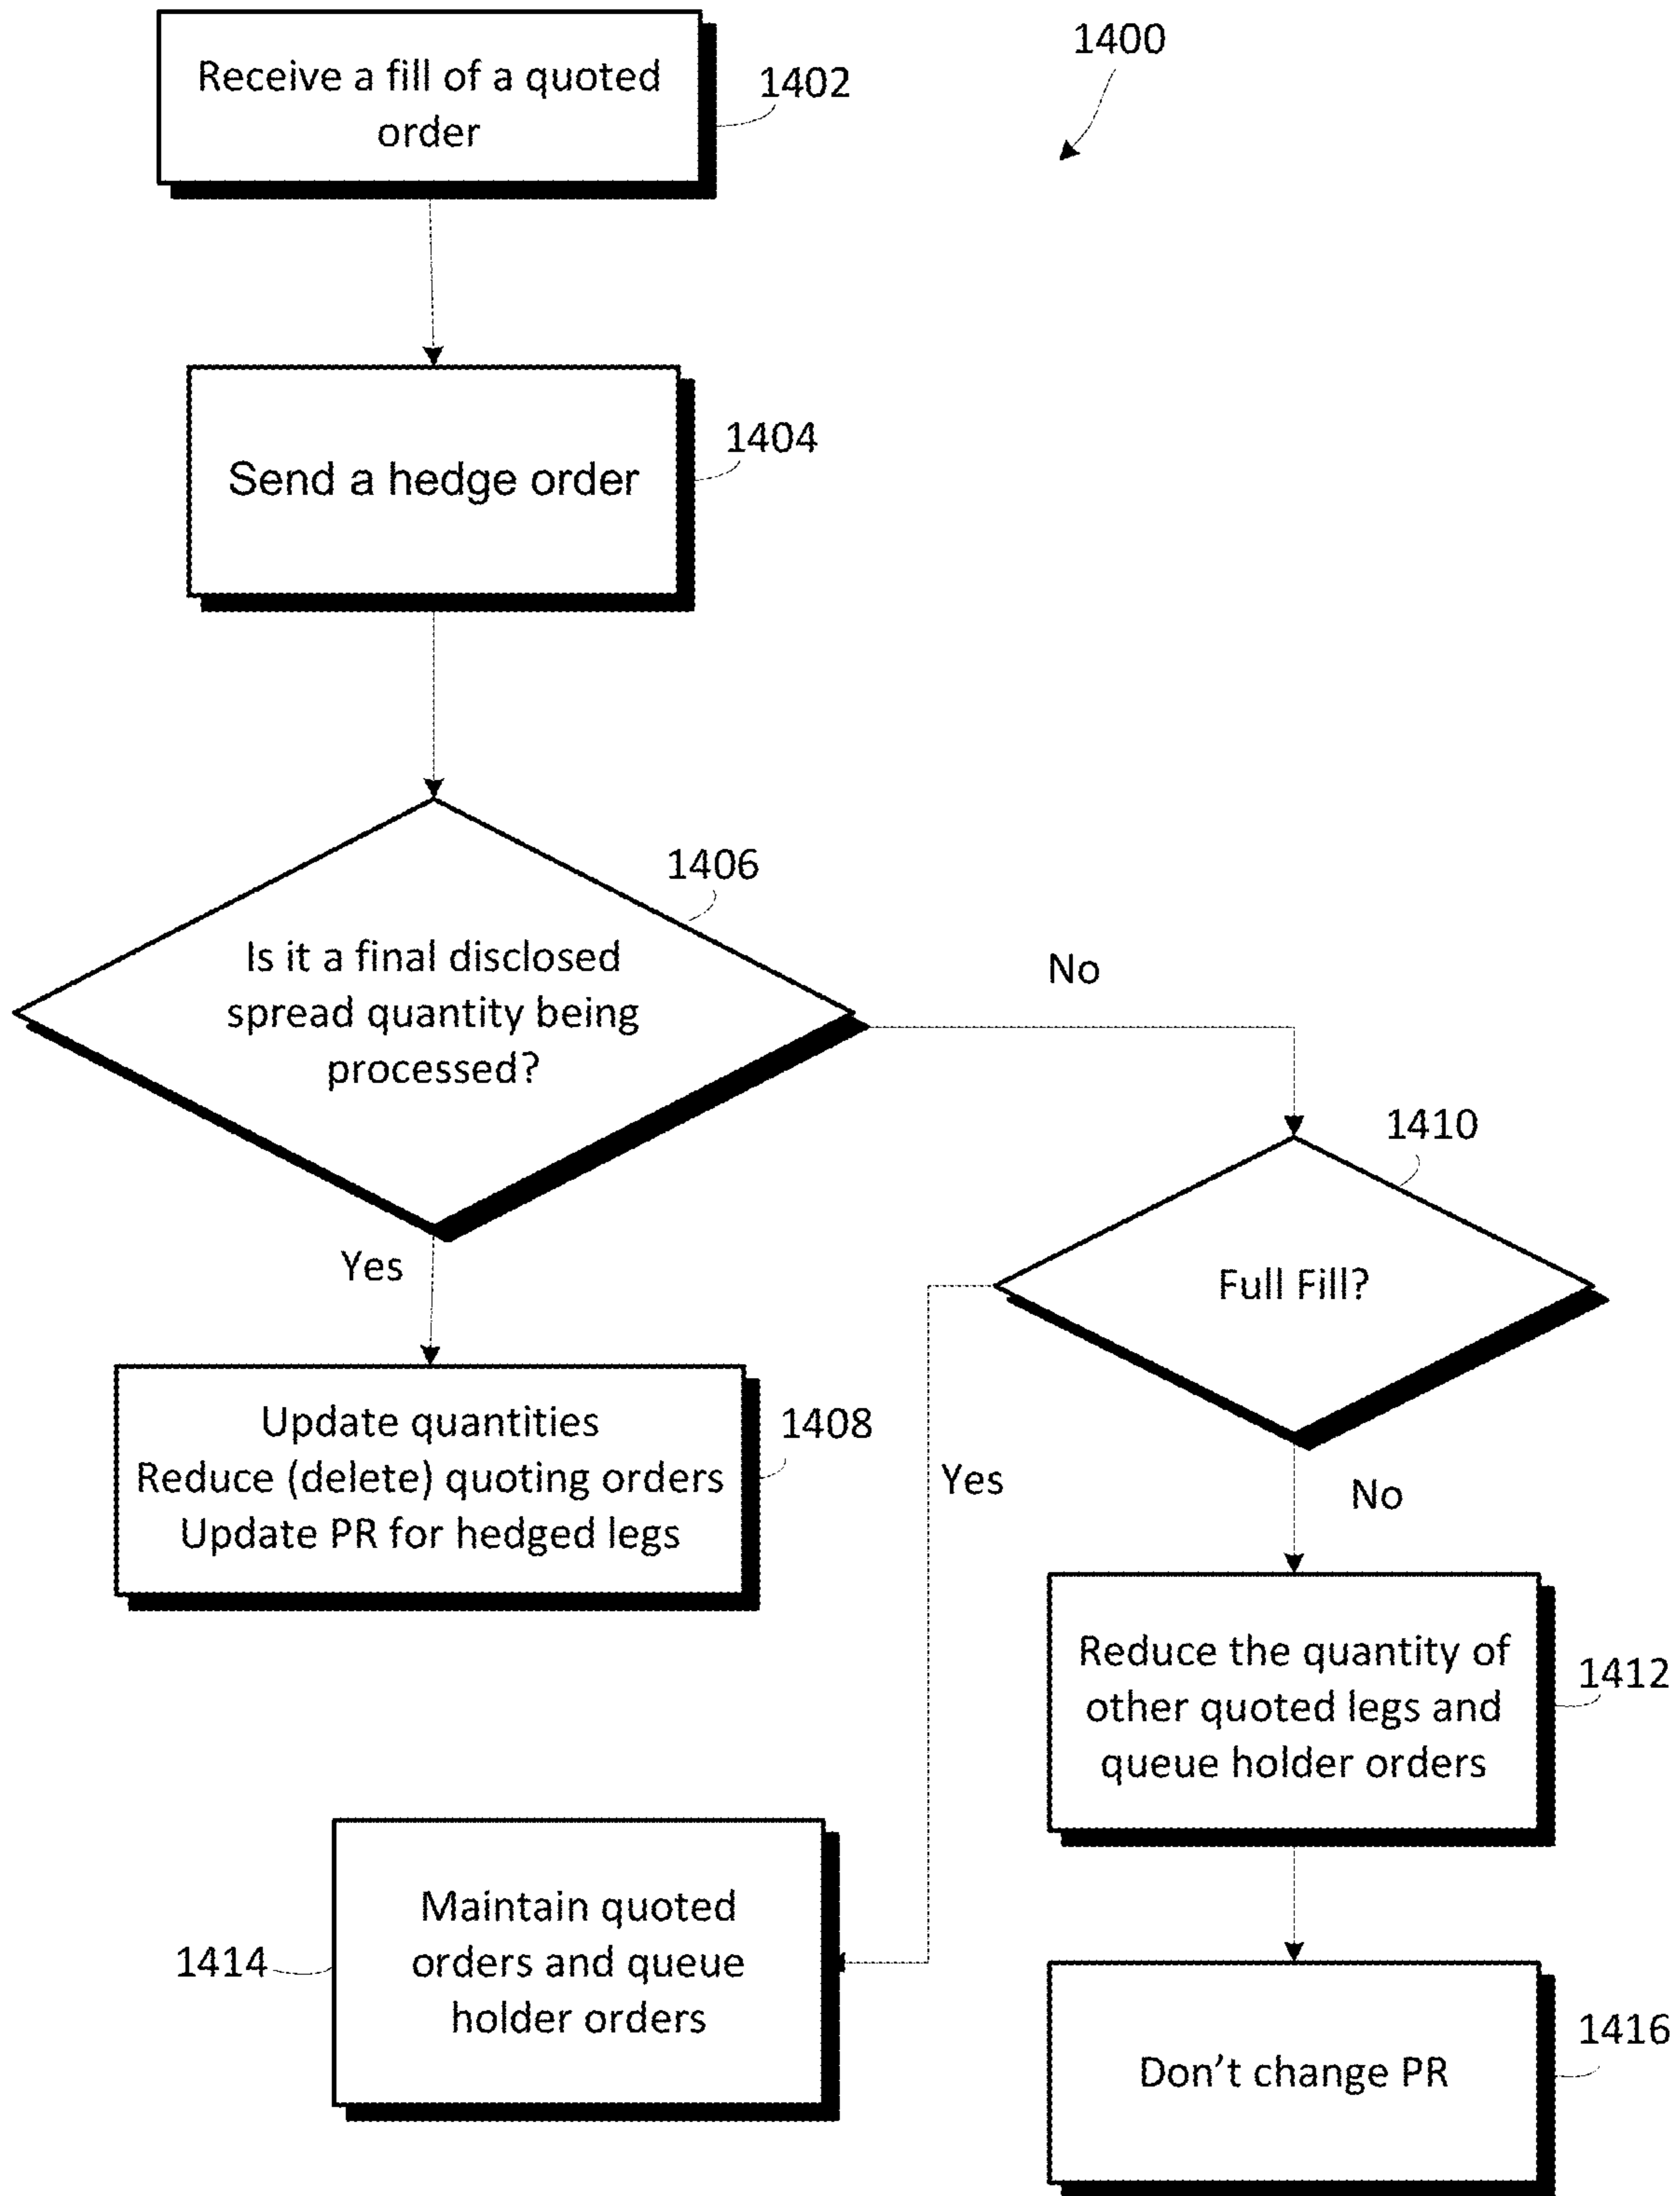 1400
Receive a fill of a quoted
order
1402
Send a hedge order
1404
1406
Is it a final disclosed
spread quantity being
processed?
No
Yes
1410
Full Fill?
Update quantities
Reduce (delete) quoting orders
Update PR for hedged legs
1408
Yes
No
Reduce the quantity of
other quoted legs and
queue holder orders
1412
1414
Maintain quoted
orders and queue
holder orders
Don't change PR
1416